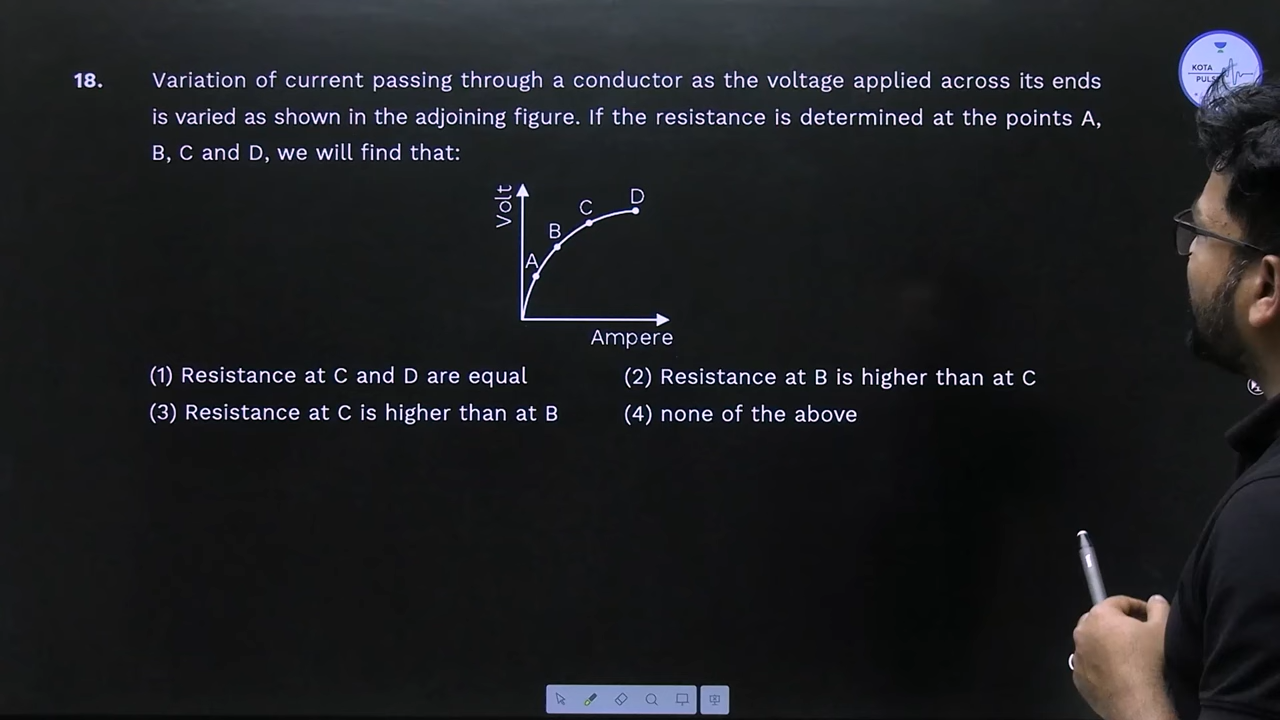 18. Variation of current passing through a conductor as the voltage applied across its ends
is varied as shown in the adjoining figure. If the resistance is determined at the points A,
B, C and D, we will find that:
Volt
A
B
C
D
Ampere
(1) Resistance at C and D are equal
(2) Resistance at B is higher than at C
(3) Resistance at C is higher than at B
(4) none of the above
KOTA
PULSE